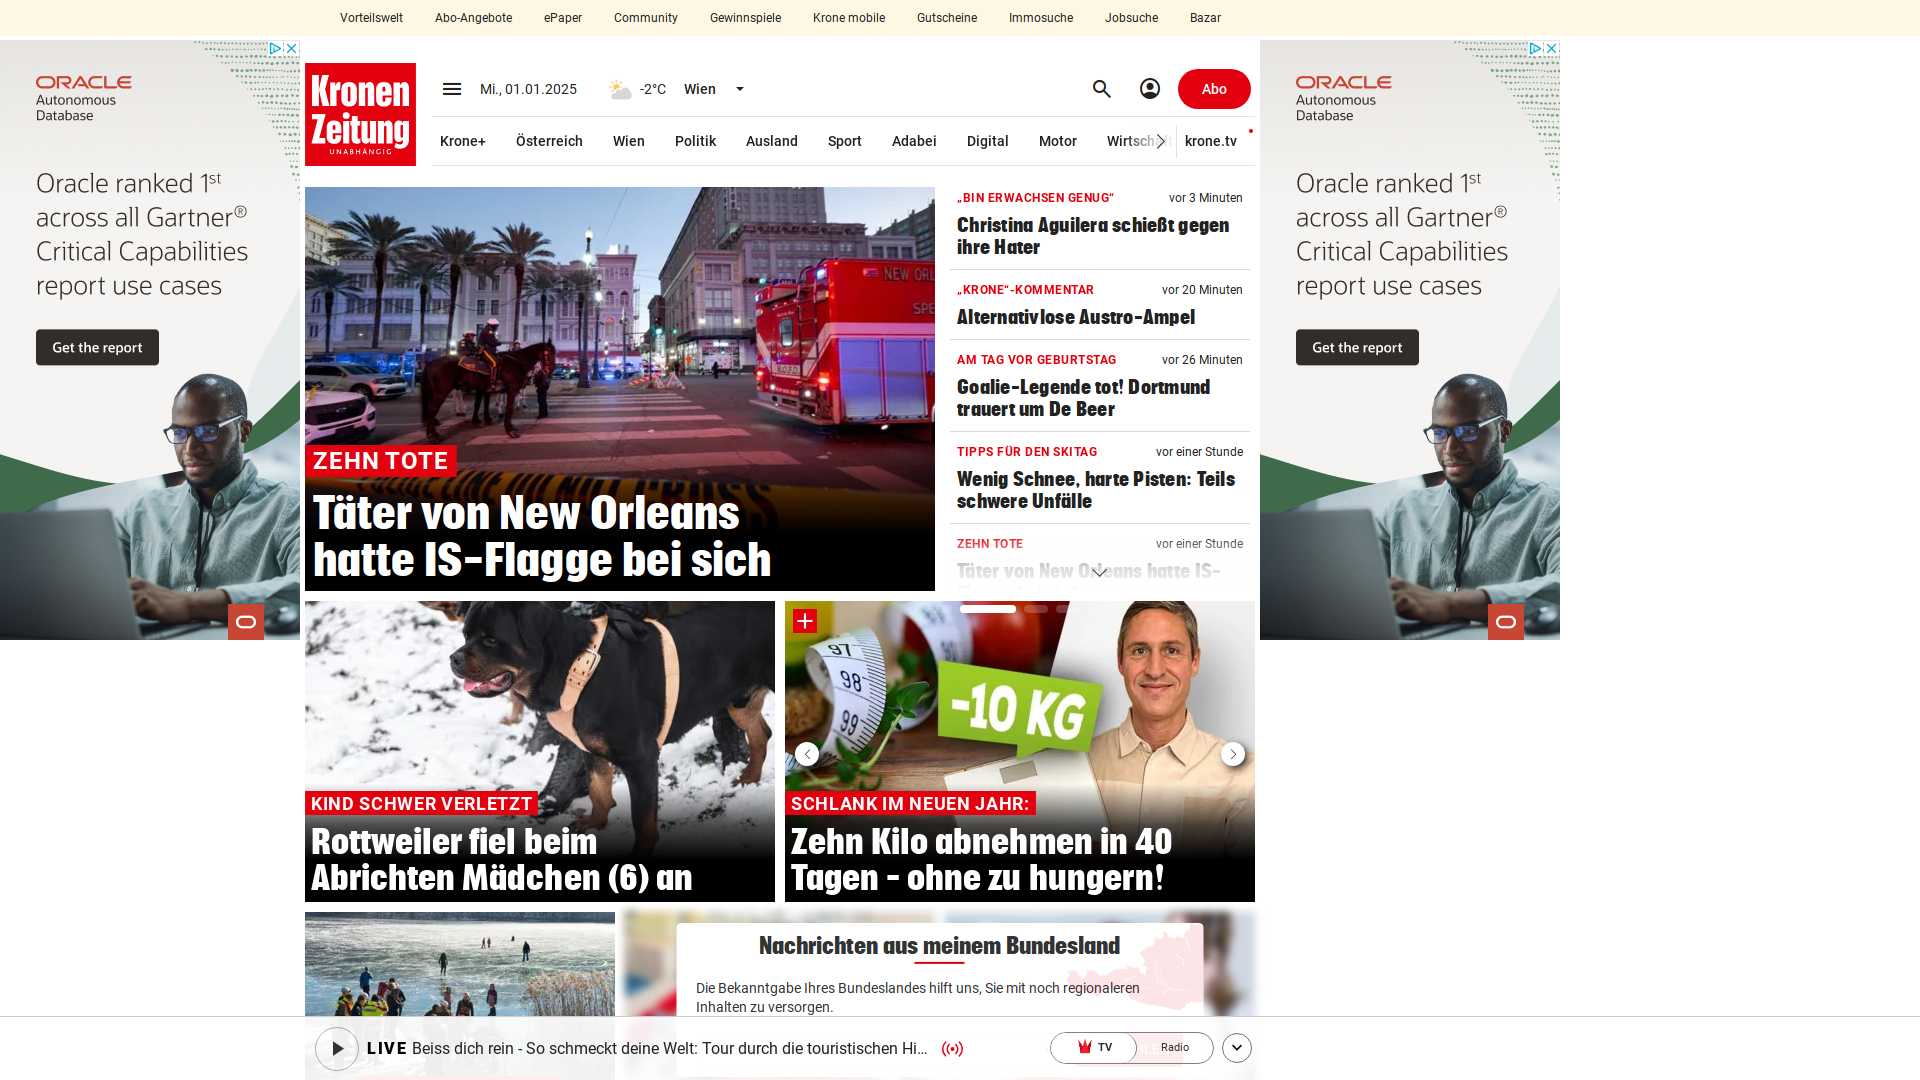 Vorteilswelt Abo-Angebote ePaper Community Gewinnspiele Krone mobile Gutscheine Immosuche Jobsuche Bazar
ORACLE
Autonomous
Database
Oracle ranked 1st
across all Gartner®
Critical Capabilities
report use cases
Get the report
Kronen
Zeitung
UNABHÄNGIG
Mi., 01.01.2025 -2°C Wien Abo
Krone+ Österreich Wien Politik Ausland Sport Adabei Digital Motor Wirtsch krone.tv
NEW ORL
SPE
ZEHN TOTE
Täter von New Orleans
hatte IS-Flagge bei sich
„BIN ERWACHSEN GENUG“ vor 3 Minuten
Christina Aguilera schießt gegen
ihre Hater
„KRONE“-KOMMENTAR vor 20 Minuten
Alternativlose Austro-Ampel
AM TAG VOR GEBURTSTAG vor 26 Minuten
Goalie-Legende tot! Dortmund
trauert um De Beer
TIPPS FÜR DEN SKITAG vor einer Stunde
Wenig Schnee, harte Pisten: Teils
schwere Unfälle
ZEHN TOTE vor einer Stunde
Täter von New Orleans hatte IS-
ORACLE
Autonomous
Database
Oracle ranked 1st
across all Gartner®
Critical Capabilities
report use cases
Get the report
KIND SCHWER VERLETZT
Rottweiler fiel beim
Abrichten Mädchen (6) an
97
98
99
-10 KG
SCHLANK IM NEUEN JAHR:
Zehn Kilo abnehmen in 40
Tagen – ohne zu hungern!
Nachrichten aus meinem Bundesland
Die Bekanntgabe Ihres Bundeslandes hilft uns, Sie mit noch regionaleren
Inhalten zu versorgen.
LIVE Beiss dich rein - So schmeckt deine Welt: Tour durch die touristischen Hi... TV Radio